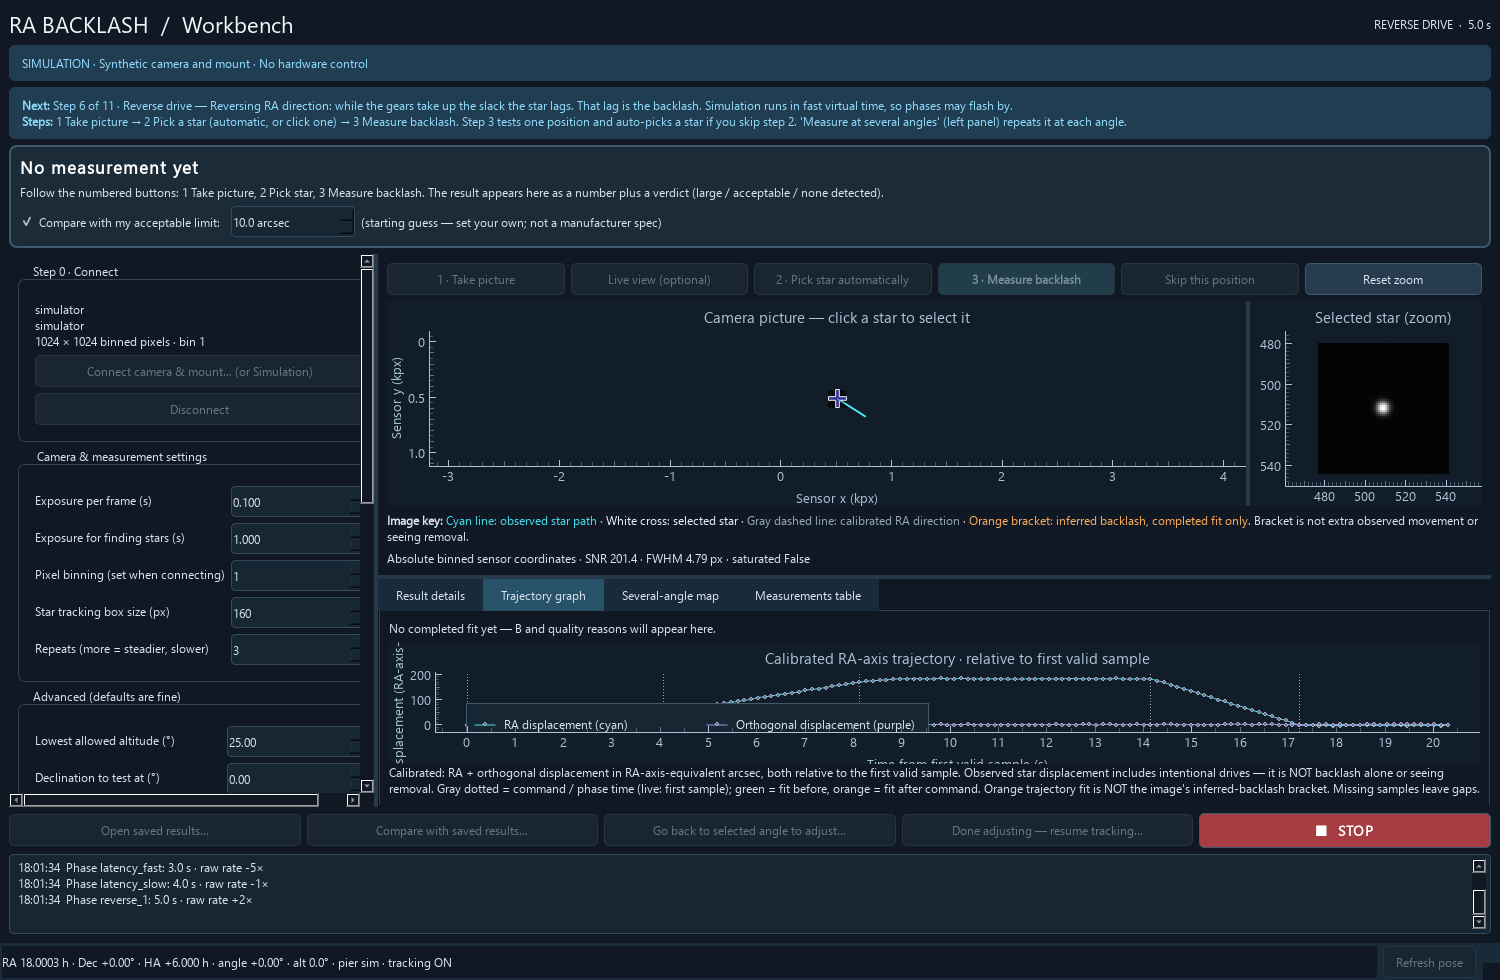 RA BACKLASH / Workbench
REVERSE DRIVE · 5.0 s
SIMULATION · Synthetic camera and mount · No hardware control
Next: Step 6 of 11 · Reverse drive — Reversing RA direction: while the gears take up the slack the star lags. That lag is the backlash. Simulation runs in fast virtual time, so phases may flash by.
Steps: 1 Take picture → 2 Pick a star (automatic, or click one) → 3 Measure backlash. Step 3 tests one position and auto-picks a star if you skip step 2. 'Measure at several angles' (left panel) repeats it at each angle.
No measurement yet
Follow the numbered buttons: 1 Take picture, 2 Pick star, 3 Measure backlash. The result appears here as a number plus a verdict (large / acceptable / none detected).
✓ Compare with my acceptable limit: 10.0 arcsec (starting guess — set your own; not a manufacturer spec)
Step 0 · Connect
simulator
simulator
1024 × 1024 binned pixels · bin 1
Connect camera & mount... (or Simulation)
Disconnect
Camera & measurement settings
Exposure per frame (s) 0.100
Exposure for finding stars (s) 1.000
Pixel binning (set when connecting) 1
Star tracking box size (px) 160
Repeats (more = steadier, slower) 3
Advanced (defaults are fine)
Lowest allowed altitude (°) 25.00
Declination to test at (°) 0.00
1 · Take picture
Live view (optional)
2 · Pick star automatically
3 · Measure backlash
Skip this position
Reset zoom
Camera picture — click a star to select it
Sensor y (kpx)
0
0.5
1.0
-3 -2 -1 0 1 2 3 4
Sensor x (kpx)
Selected star (zoom)
480
500
520
540
480 500 520 540
Image key: Cyan line: observed star path · White cross: selected star · Gray dashed line: calibrated RA direction · Orange bracket: inferred backlash, completed fit only. Bracket is not extra observed movement or
seeing removal.
Absolute binned sensor coordinates · SNR 201.4 · FWHM 4.79 px · saturated False
Result details
Trajectory graph
Several-angle map
Measurements table
No completed fit yet — B and quality reasons will appear here.
Calibrated RA-axis trajectory · relative to first valid sample
splacement (RA-axis-
200
100
0
RA displacement (cyan)
Orthogonal displacement (purple)
0 1 2 3 4 5 6 7 8 9 10 11 12 13 14 15 16 17 18 19 20
Time from first valid sample (s)
Calibrated: RA + orthogonal displacement in RA-axis-equivalent arcsec, both relative to the first valid sample. Observed star displacement includes intentional drives — it is NOT backlash alone or seeing
removal. Gray dotted = command / phase time (live: first sample); green = fit before, orange = fit after command. Orange trajectory fit is NOT the image's inferred-backlash bracket. Missing samples leave gaps.
Open saved results...
Compare with saved results...
Go back to selected angle to adjust...
Done adjusting — resume tracking...
STOP
18:01:34 Phase latency_fast: 3.0 s · raw rate -5×
18:01:34 Phase latency_slow: 4.0 s · raw rate -1×
18:01:34 Phase reverse_1: 5.0 s · raw rate +2×
RA 18.0003 h · Dec +0.00° · HA +6.000 h · angle +0.00° · alt 0.0° · pier sim · tracking ON
Refresh pose